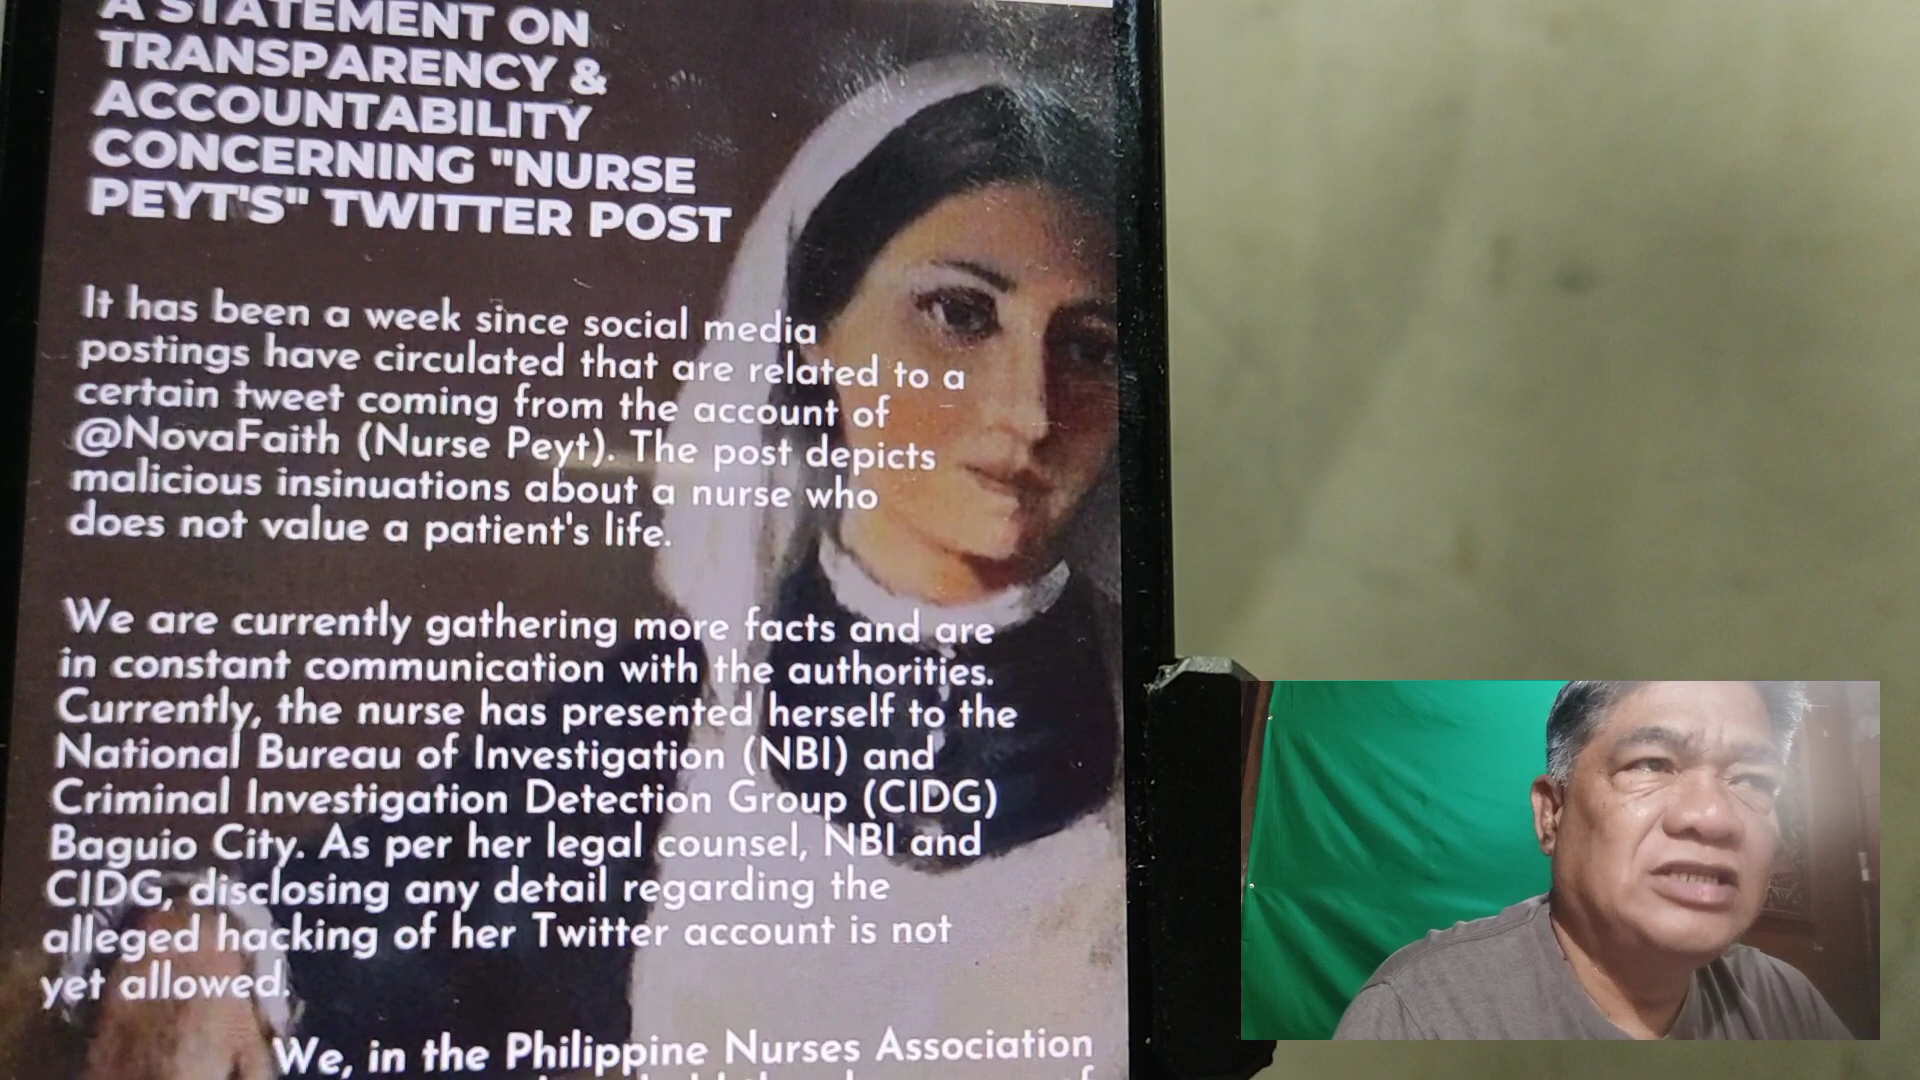 A STATEMENT ON
TRANSPARENCY &
ACCOUNTABILITY
CONCERNING "NURSE
PEYT'S" TWITTER POST
It has been a week since social media
postings have circulated that are related to a
certain tweet coming from the account of
@NovaFaith (Nurse Peyt). The post depicts
malicious insinuations about a nurse who
does not value a patient's life.
We are currently gathering more facts and are
in constant communication with the authorities.
Currently, the nurse has presented herself to the
National Bureau of Investigation (NBI) and
Criminal Investigation Detection Group (CIDG)
Baguio City. As per her legal counsel, NBI and
CIDG, disclosing any detail regarding the
alleged hacking of her Twitter account is not
yet allowed.
We, in the Philippine Nurses Association